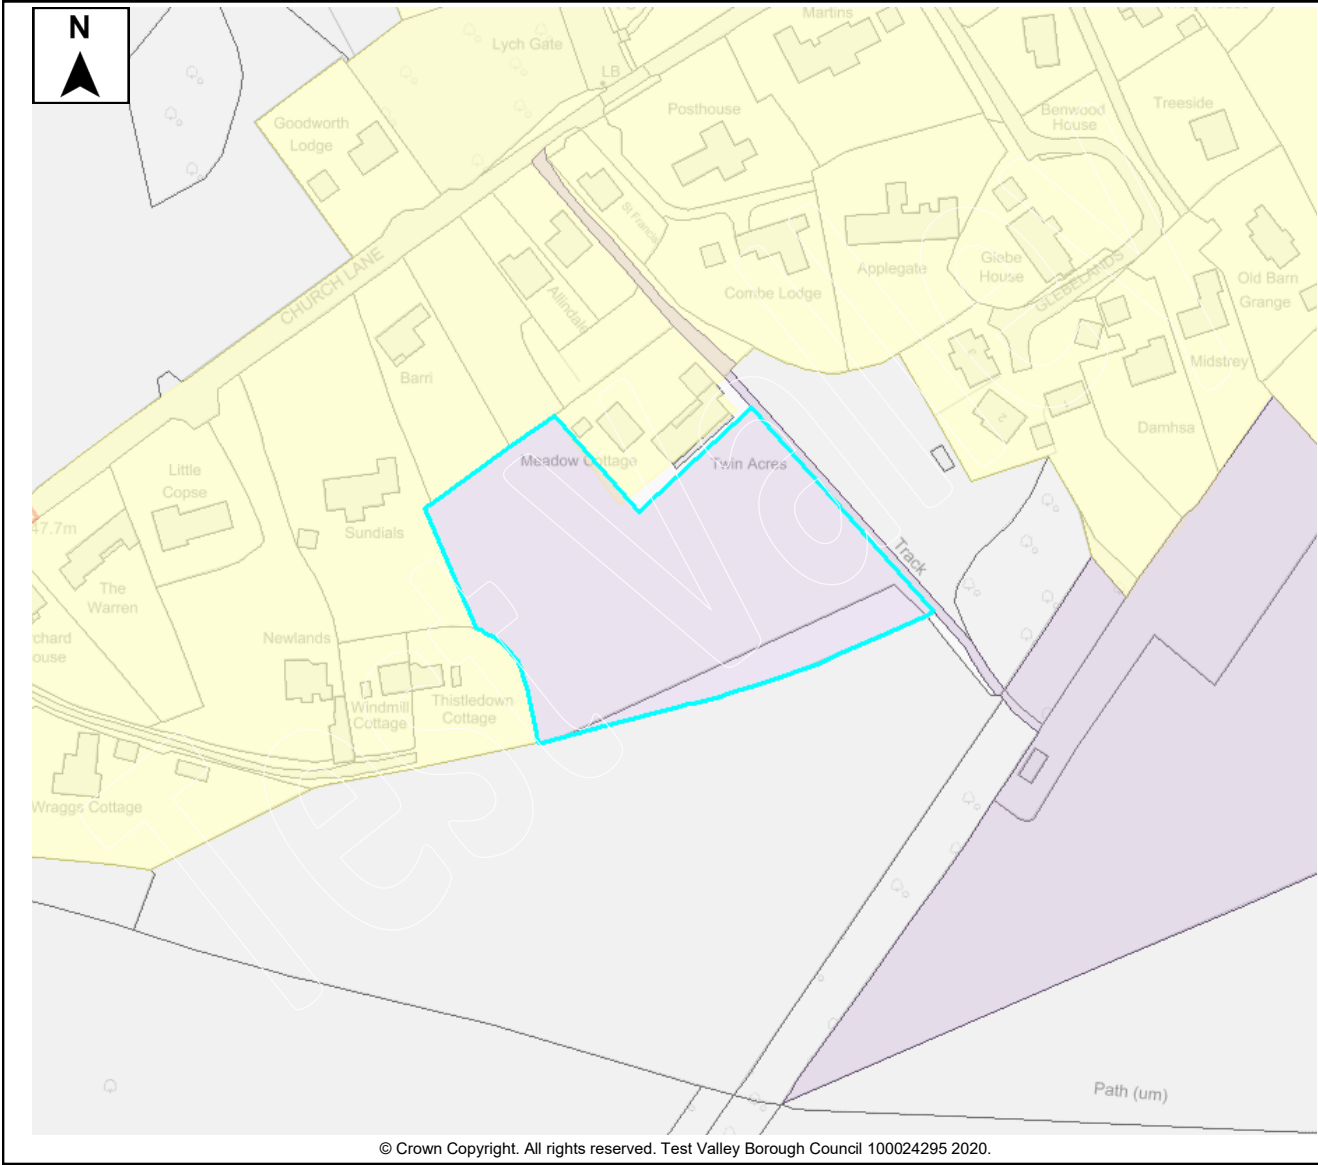 N
Martins
Lych Gate
LB
Posthouse
Benwood
House
Treeside
Goodworth
Lodge
St Francis
CHURCH LANE
Allindale
Combe Lodge
Applegate
Glebe
House
GLEBELANDS
Old Barn
Grange
Barri
Midstrey
Little
Copse
Meadow Cottage
Twin Acres
2
Damhsa
47.7m
Sundials
Track
The
Warren
Newlands
Windmill
Cottage
Thistledown
Cottage
Wraggs Cottage
Path (um)
© Crown Copyright. All rights reserved. Test Valley Borough Council 100024295 2020.